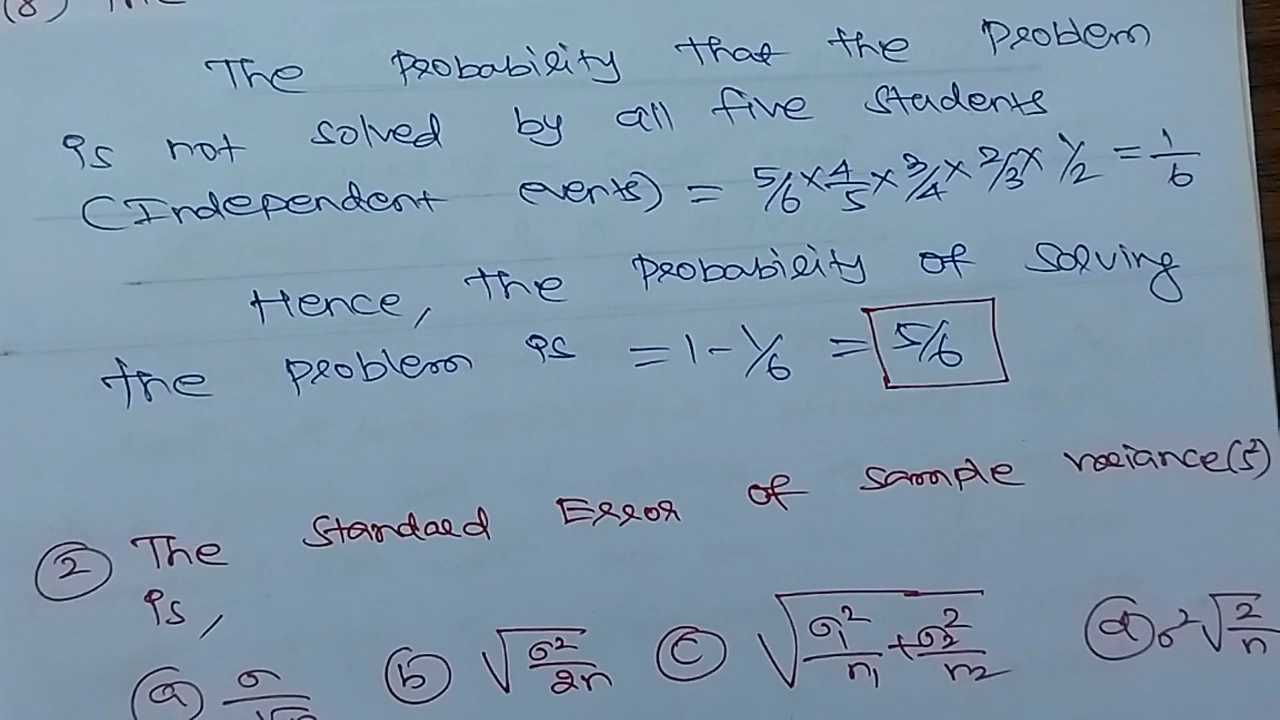 (8) The
The Probability that the Problem
is not solved by all five students
(Independent events) = 5/6 × 4/5 × 3/4 × 2/3 × 1/2 = 1/6
Hence, the probability of solving
the problem is = 1 - 1/6 = 5/6
② The Standard Error of sample variance(s²)
is,
ⓐ σ/√n ⓑ √(σ²/2n) ⓒ √(σ₁²/n₁ + σ₂²/n₂) ⓓ σ²√(2/n)